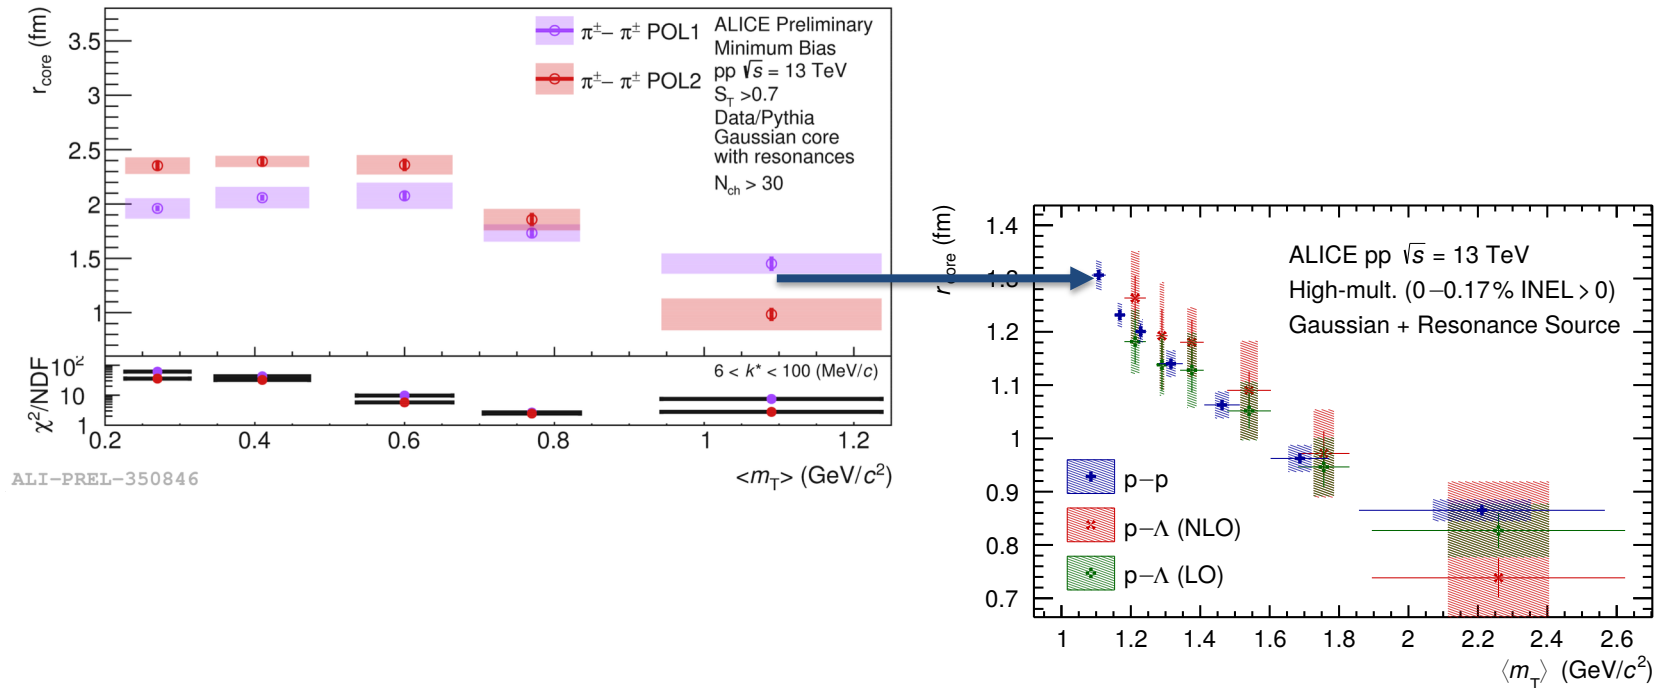 r_core (fm)
3.5
3
2.5
2
1.5
1
π±– π± POL1
π±– π± POL2
ALICE Preliminary
Minimum Bias
pp √s = 13 TeV
S_T >0.7
Data/Pythia
Gaussian core
with resonances
N_ch > 30
χ²/NDF
10²
10
1
6 < k* < 100 (MeV/c)
0.2 0.4 0.6 0.8 1 1.2
<m_T> (GeV/c²)
ALI-PREL-350846
r_core (fm)
1.4
1.3
1.2
1.1
1
0.9
0.8
0.7
ALICE pp √s = 13 TeV
High-mult. (0–0.17% INEL > 0)
Gaussian + Resonance Source
p–p
p–Λ (NLO)
p–Λ (LO)
1 1.2 1.4 1.6 1.8 2 2.2 2.4 2.6
⟨m_T⟩ (GeV/c²)